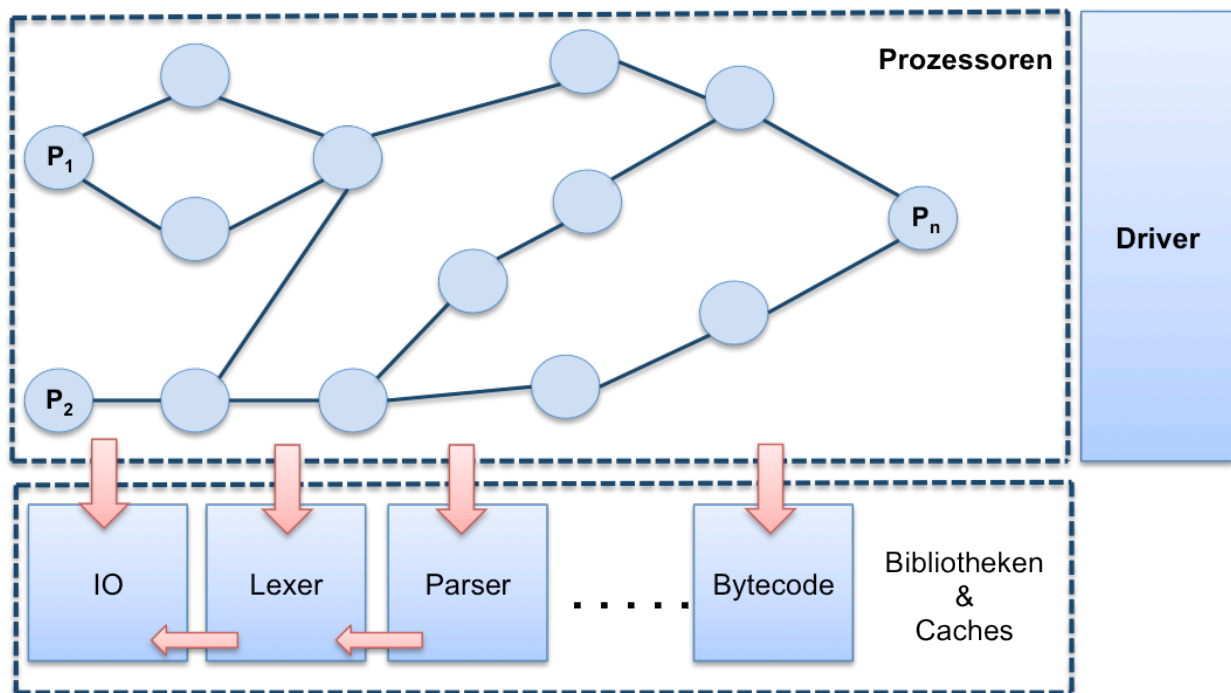 Prozessoren
P1
Pn
Driver
P2
IO
Lexer
Parser
. . . . .
Bytecode
Bibliotheken
&
Caches